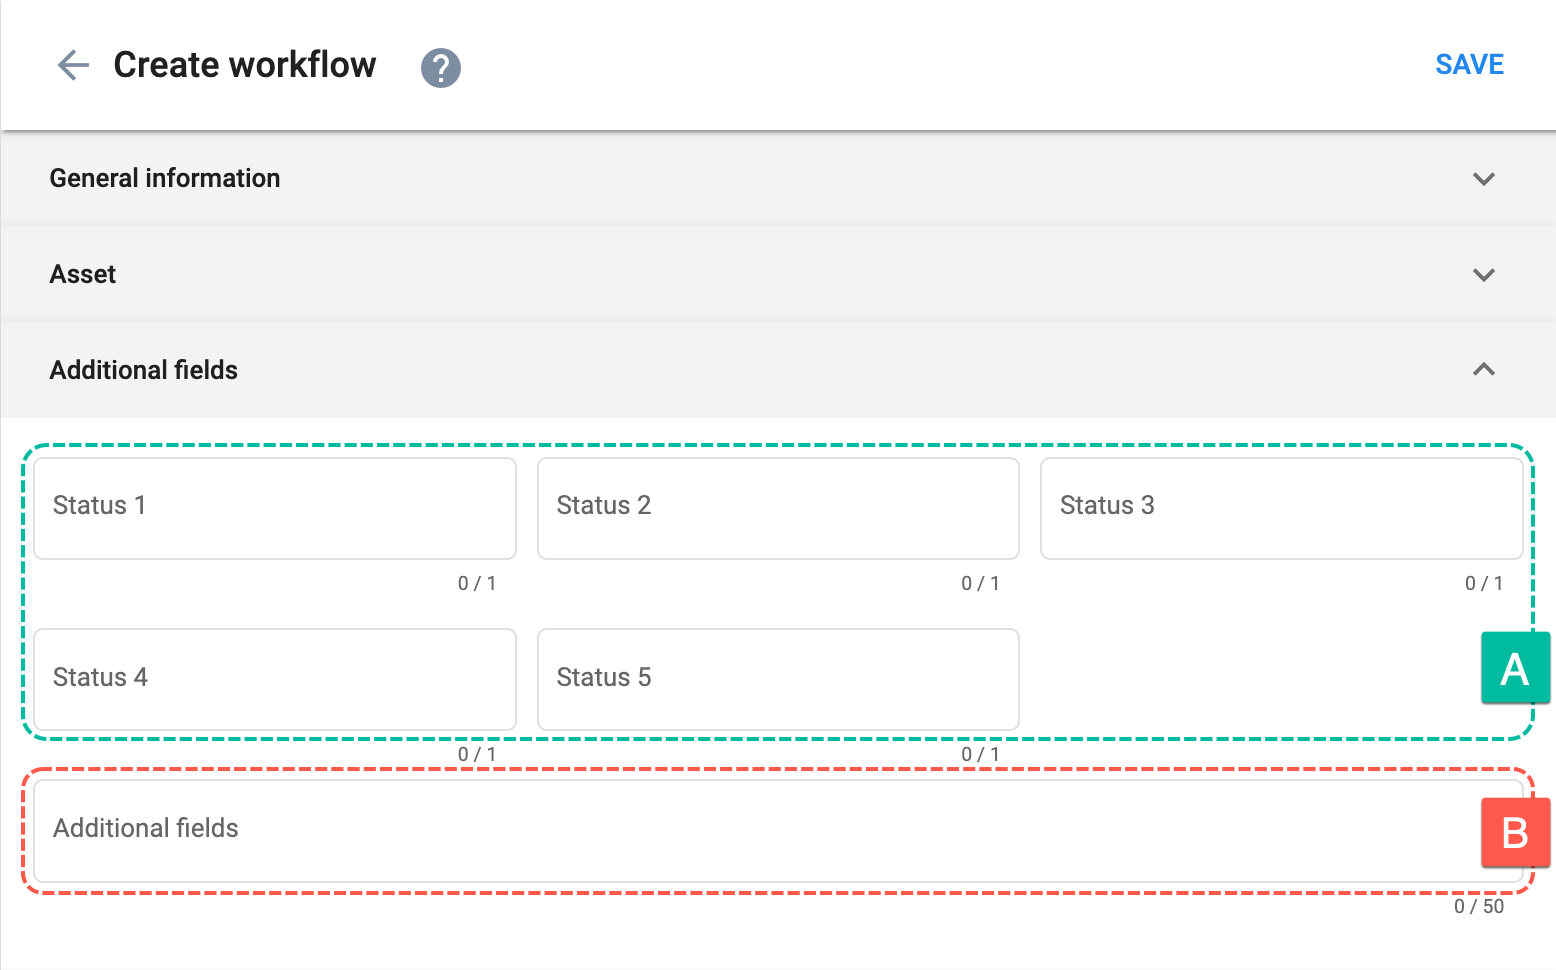 Create workflow ? SAVE
General information
Asset
Additional fields
Status 1 Status 2 Status 3
0 / 1 0 / 1 0 / 1
A
Status 4 Status 5
0 / 1 0 / 1
Additional fields
B
0 / 50